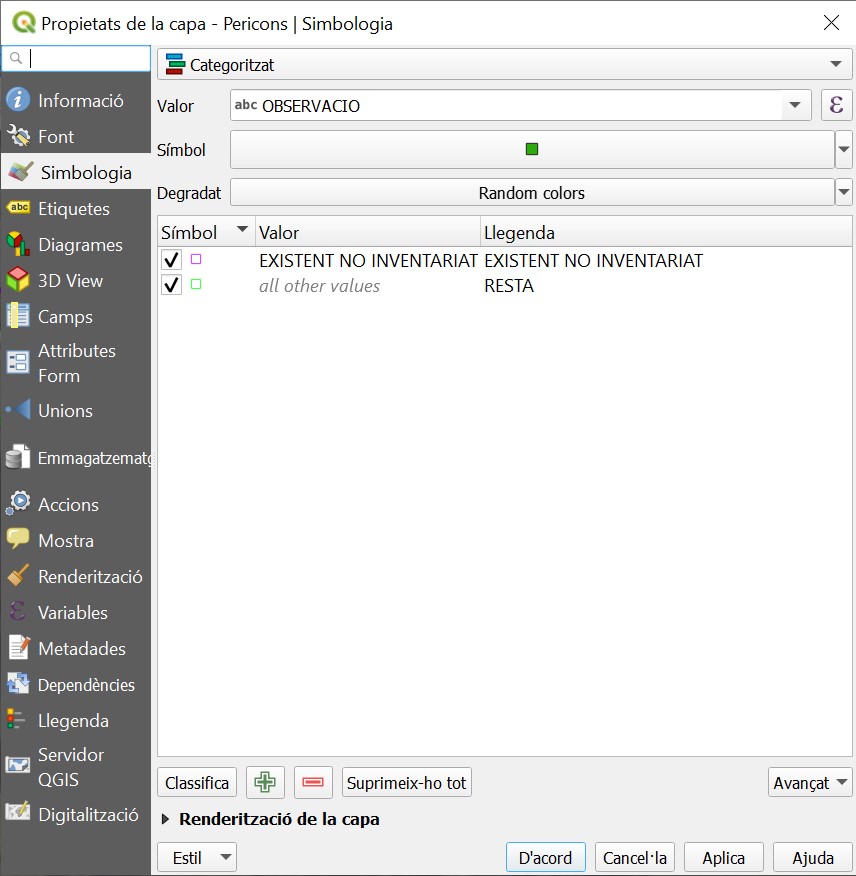 Propietats de la capa - Pericons | Simbologia
Informació
Font
Simbologia
abc Etiquetes
Diagrames
3D View
Camps
Attributes
Form
Unions
Emmagatzematg
Accions
Mostra
Renderització
Variables
Metadades
Dependències
Llegenda
Servidor
QGIS
Digitalització
Categoritzat
Valor abc OBSERVACIO ε
Símbol
Degradat Random colors
Símbol Valor Llegenda
EXISTENT NO INVENTARIAT EXISTENT NO INVENTARIAT
all other values RESTA
Classifica Suprimeix-ho tot Avançat
Renderització de la capa
Estil D'acord Cancel·la Aplica Ajuda